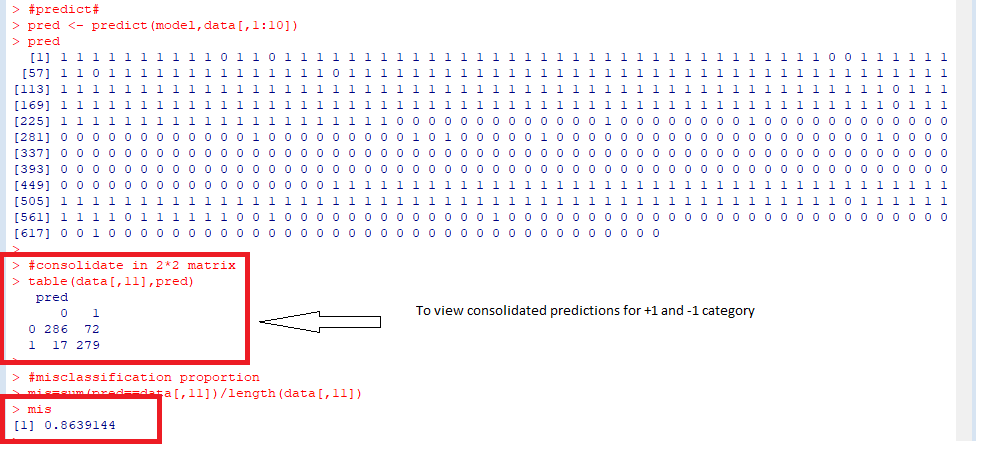 > #predict#
> pred <- predict(model,data[,1:10])
> pred
[1] 1 1 1 1 1 1 1 1 1 1 0 1 1 0 1 1 1 1 1 1 1 1 1 1 1 1 1 1 1 1 1 1 1 1 1 1 1 1 1 1 1 1 1 1 1 1 1 1 0 0 1 1 1 1 1 1
[57] 1 1 0 1 1 1 1 1 1 1 1 1 1 1 1 1 1 0 1 1 1 1 1 1 1 1 1 1 1 1 1 1 1 1 1 1 1 1 1 1 1 1 1 1 1 1 1 1 1 1 1 1 1 1 1 1 1 1 1 1
[113] 1 1 1 1 1 1 1 1 1 1 1 1 1 1 1 1 1 1 1 1 1 1 1 1 1 1 1 1 1 1 1 1 1 1 1 1 1 1 1 1 1 1 1 1 1 1 1 1 1 1 1 1 0 1 1 1
[169] 1 1 1 1 1 1 1 1 1 1 1 1 1 1 1 1 1 1 1 1 1 1 1 1 1 1 1 1 1 1 1 1 1 1 1 1 1 1 1 1 1 1 1 1 1 1 1 1 1 1 1 1 0 1 1 1
[225] 1 1 1 1 1 1 1 1 1 1 1 1 1 1 1 1 1 1 1 1 1 0 0 0 0 0 0 0 0 0 0 0 0 0 1 0 0 0 0 0 0 0 0 1 0 0 0 0 0 0 0 0 0 0 0 0
[281] 0 0 0 0 0 0 0 0 0 0 0 0 1 0 0 0 0 0 0 0 0 0 1 0 1 0 0 0 0 0 1 0 0 0 0 0 0 0 0 0 0 0 0 0 0 0 0 0 0 0 0 1 0 0 0 0
[337] 0 0 0 0 0 0 0 0 0 0 0 0 0 0 0 0 0 0 0 0 0 0 0 0 0 0 0 0 0 0 0 0 0 0 0 0 0 0 0 0 0 0 0 0 0 0 0 0 0 0 0 0 0 0 0 0
[393] 0 0 0 0 0 0 0 0 0 0 0 0 0 0 0 0 0 0 0 0 0 0 0 0 0 0 0 0 0 0 0 0 0 0 0 0 0 0 0 0 0 0 0 0 0 0 0 0 0 0 0 0 0 0 0 0
[449] 0 0 0 0 0 0 0 0 0 0 0 0 0 0 0 0 0 1 1 1 1 1 1 1 1 1 1 1 1 1 1 1 1 1 1 1 1 1 1 1 1 1 1 1 1 1 1 1 1 1 1 1 1 1 1 1
[505] 1 1 1 1 1 1 1 1 1 1 1 1 1 1 1 1 1 1 1 1 1 1 1 1 1 1 1 1 1 1 1 1 1 1 1 1 1 1 1 1 1 1 1 1 1 1 1 1 1 0 1 1 1 1 1 1
[561] 1 1 1 1 0 1 1 1 1 1 1 0 0 1 0 0 0 0 0 0 0 0 0 0 0 0 0 1 0 0 0 0 0 0 0 0 0 0 0 0 0 0 0 0 0 0 0 0 0 0 0 0 0 0 0 0
[617] 0 0 1 0 0 0 0 0 0 0 0 0 0 0 0 0 0 0 0 0 0 0 0 0 0 0 0 0 0 0 0 0 0 0 0 0 0 0
>
> #consolidate in 2*2 matrix
> table(data[,11],pred)
pred
0 1
0 286 72
1 17 279
To view consolidated predictions for +1 and -1 category
>
> #misclassification proportion
> mis=sum(pred==data[,11])/length(data[,11])
> mis
[1] 0.8639144